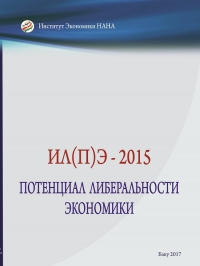 Институт Экономики НАНА
ИЛ(П)Э - 2015
ПОТЕНЦИАЛ ЛИБЕРАЛЬНОСТИ
ЭКОНОМИКИ
Баку 2017